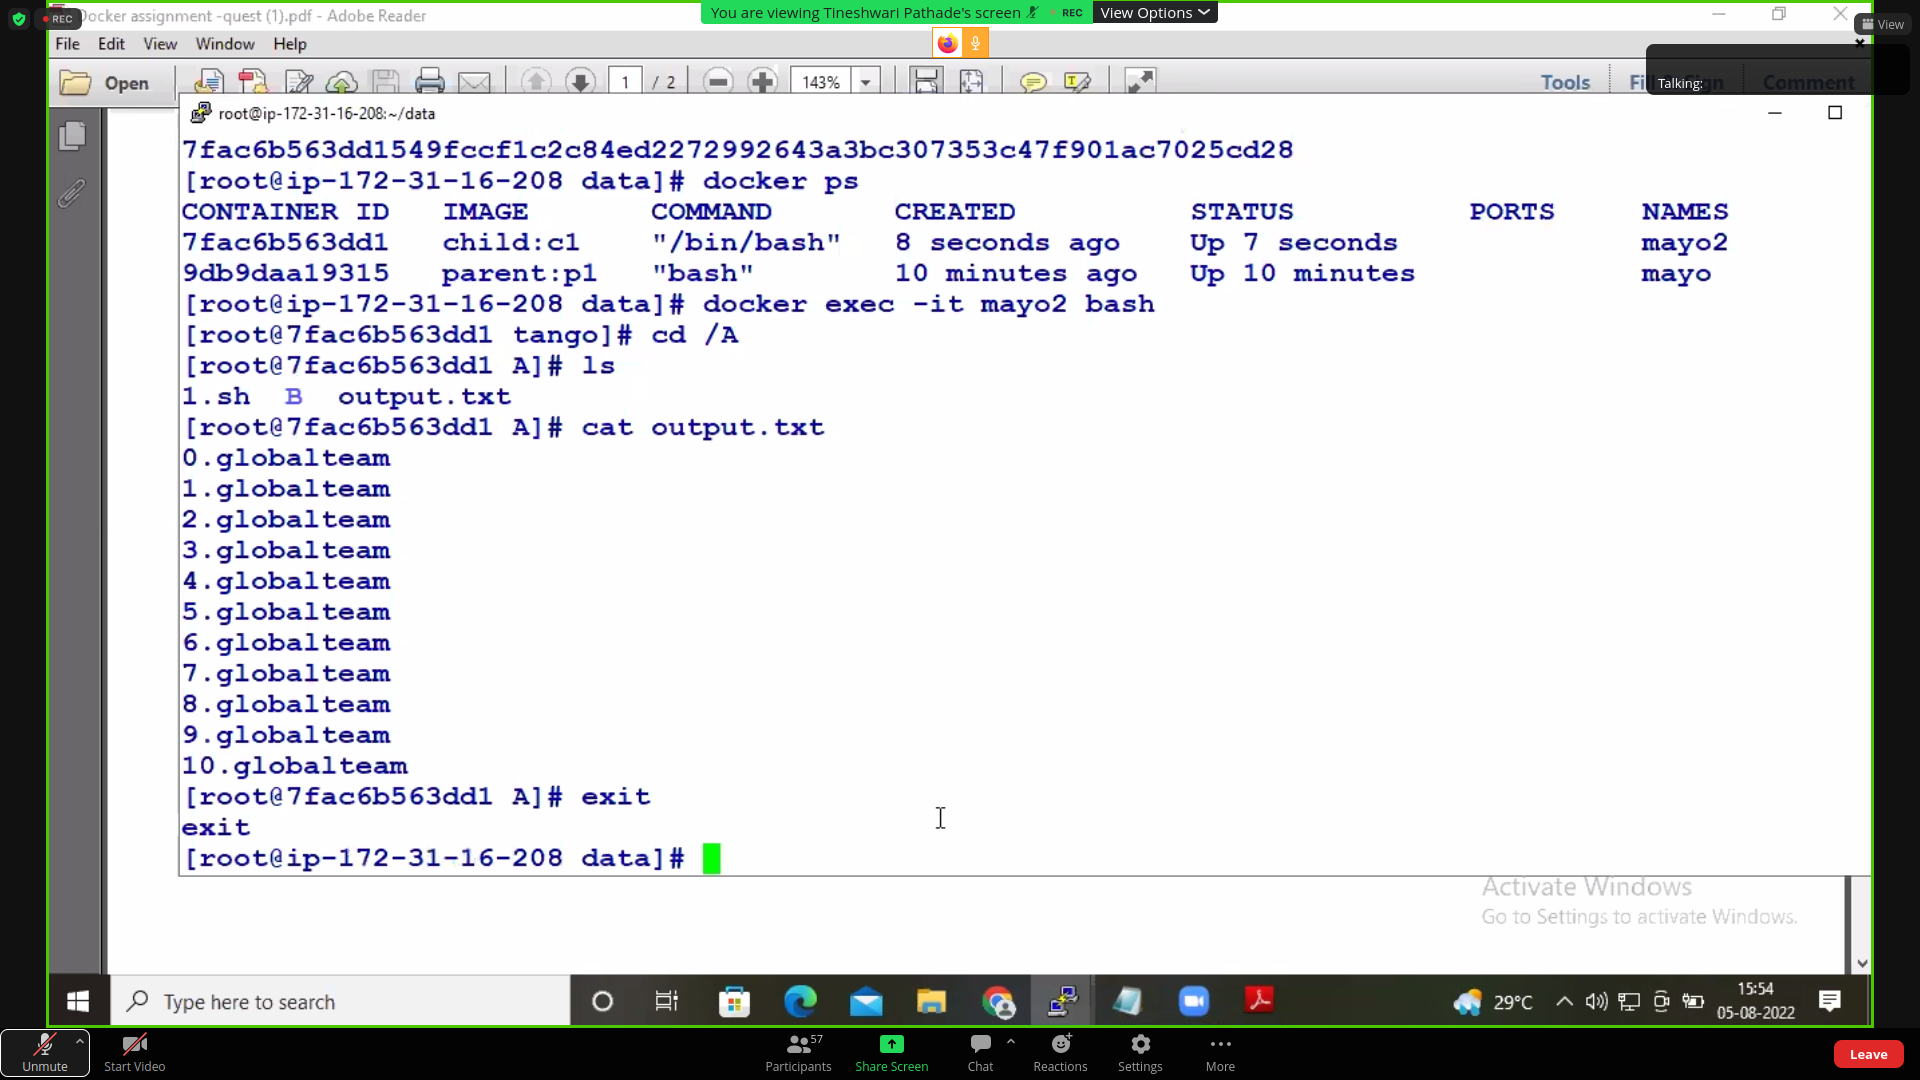 REC
Docker assignment -quest (1).pdf - Adobe Reader
You are viewing Tineshwari Pathade's screen REC View Options
View
File Edit View Window Help
Open 1 / 2 143% Tools Comment
Talking:
root@ip-172-31-16-208:~/data
7fac6b563dd1549fccf1c2c84ed2272992643a3bc307353c47f901ac7025cd28
[root@ip-172-31-16-208 data]# docker ps
CONTAINER ID IMAGE COMMAND CREATED STATUS PORTS NAMES
7fac6b563dd1 child:c1 "/bin/bash" 8 seconds ago Up 7 seconds mayo2
9db9daa19315 parent:p1 "bash" 10 minutes ago Up 10 minutes mayo
[root@ip-172-31-16-208 data]# docker exec -it mayo2 bash
[root@7fac6b563dd1 tango]# cd /A
[root@7fac6b563dd1 A]# ls
1.sh B output.txt
[root@7fac6b563dd1 A]# cat output.txt
0.globalteam
1.globalteam
2.globalteam
3.globalteam
4.globalteam
5.globalteam
6.globalteam
7.globalteam
8.globalteam
9.globalteam
10.globalteam
[root@7fac6b563dd1 A]# exit
exit
[root@ip-172-31-16-208 data]#
Activate Windows
Go to Settings to activate Windows.
Type here to search
29°C
15:54
05-08-2022
Unmute
Start Video
57
Participants
Share Screen
Chat
Reactions
Settings
More
Leave